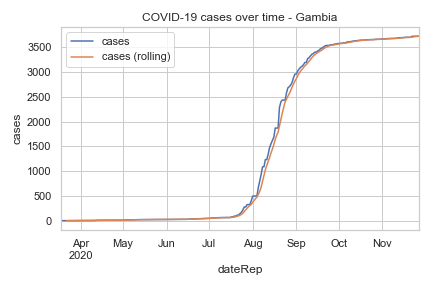 COVID-19 cases over time - Gambia
cases
cases (rolling)
3500
3000
2500
2000
1500
1000
500
0
cases
Apr
2020
May
Jun
Jul
Aug
Sep
Oct
Nov
dateRep